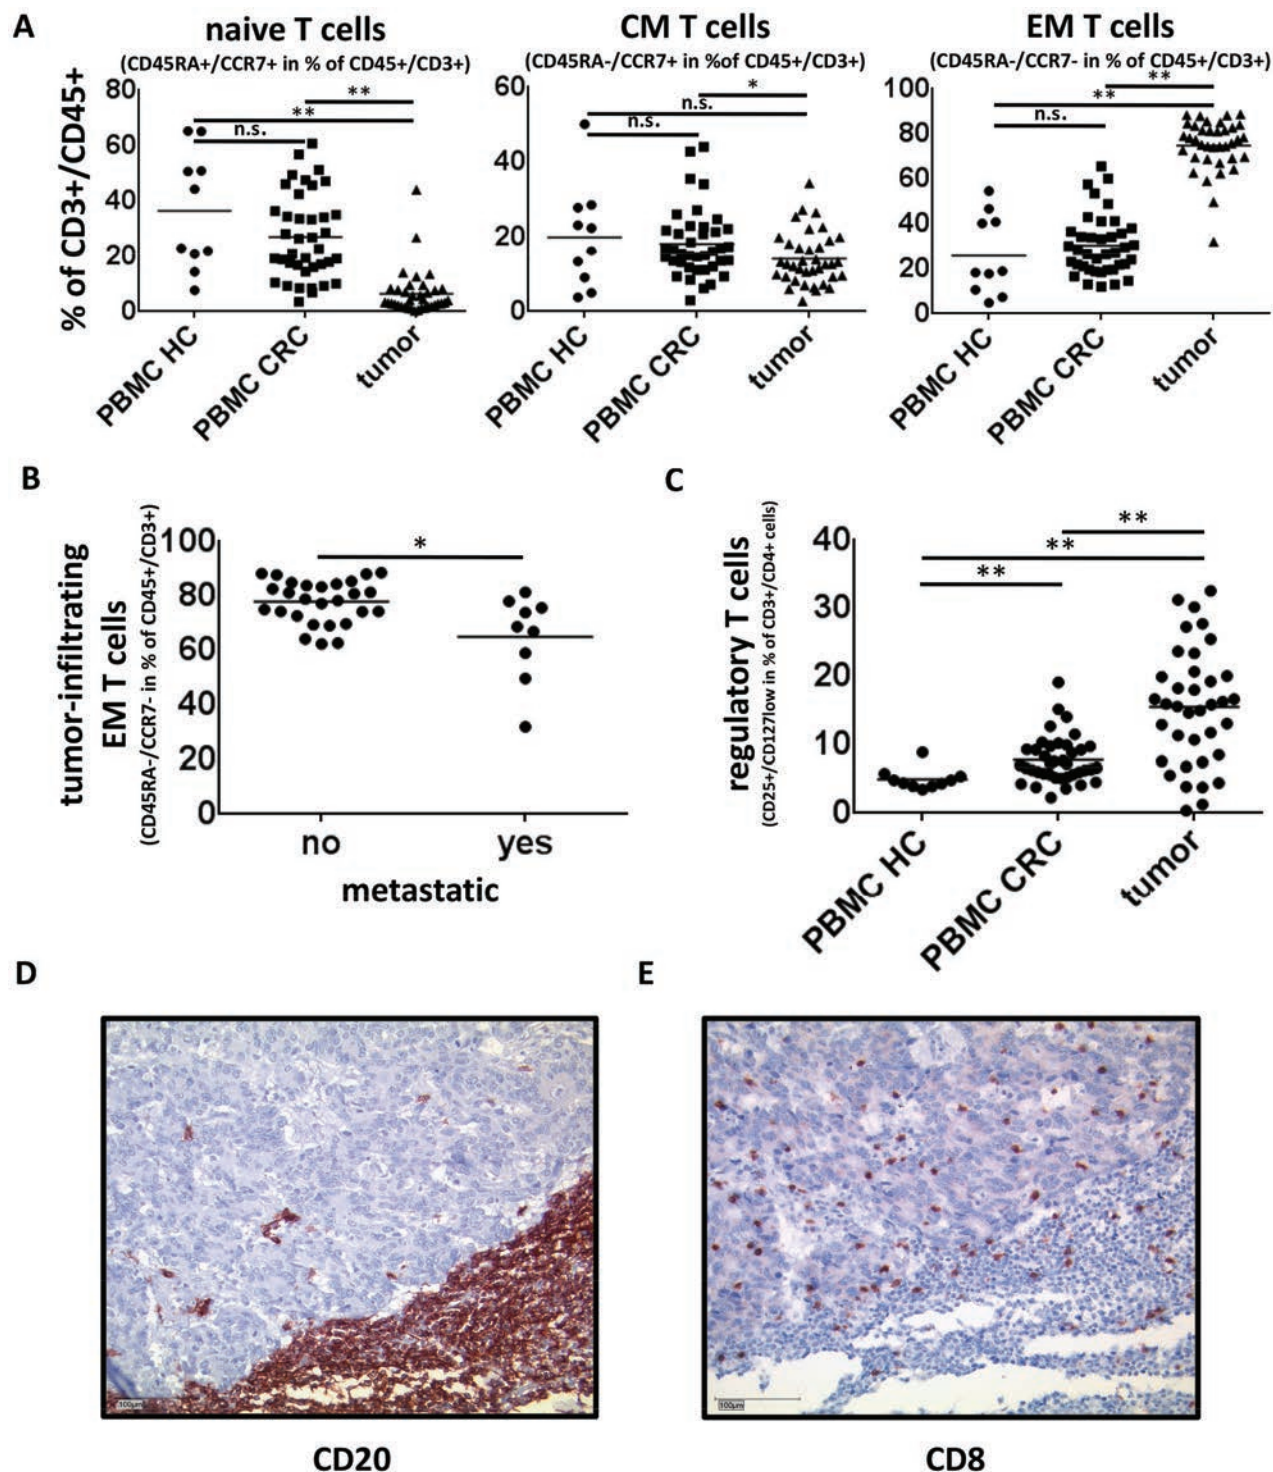 A
naive T cells
(CD45RA+/CCR7+ in % of CD45+/CD3+)
CM T cells
(CD45RA-/CCR7+ in %of CD45+/CD3+)
EM T cells
(CD45RA-/CCR7- in % of CD45+/CD3+)
% of CD3+/CD45+
80
60
40
20
0
**
**
n.s.
PBMC HC
PBMC CRC
tumor
60
40
20
0
*
n.s.
n.s.
PBMC HC
PBMC CRC
tumor
100
80
60
40
20
0
**
**
n.s.
PBMC HC
PBMC CRC
tumor
B
tumor-infiltrating
EM T cells
(CD45RA-/CCR7- in % of CD45+/CD3+)
100
80
60
40
20
0
*
no
yes
metastatic
C
regulatory T cells
(CD25+/CD127low in % of CD3+/CD4+ cells)
40
30
20
10
0
**
**
**
PBMC HC
PBMC CRC
tumor
D
100µm
CD20
E
100µm
CD8